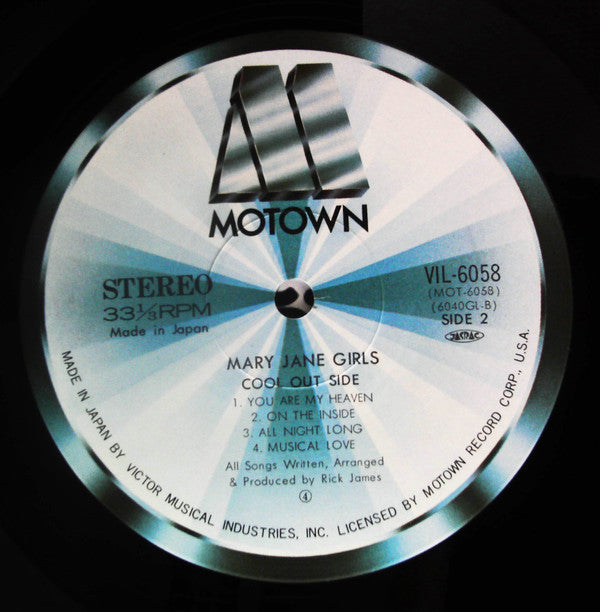 MOTOWN
STEREO
33⅓RPM
Made in Japan
VIL-6058
(MOT-6058)
(6040GL-B)
SIDE 2
JASRAC
MARY JANE GIRLS
COOL OUT SIDE
1. YOU ARE MY HEAVEN
2. ON THE INSIDE
3. ALL NIGHT LONG
4. MUSICAL LOVE
All Songs Written, Arranged
& Produced by Rick James
④
MADE IN JAPAN BY VICTOR MUSICAL INDUSTRIES, INC. LICENSED BY MOTOWN RECORD CORP., U.S.A.